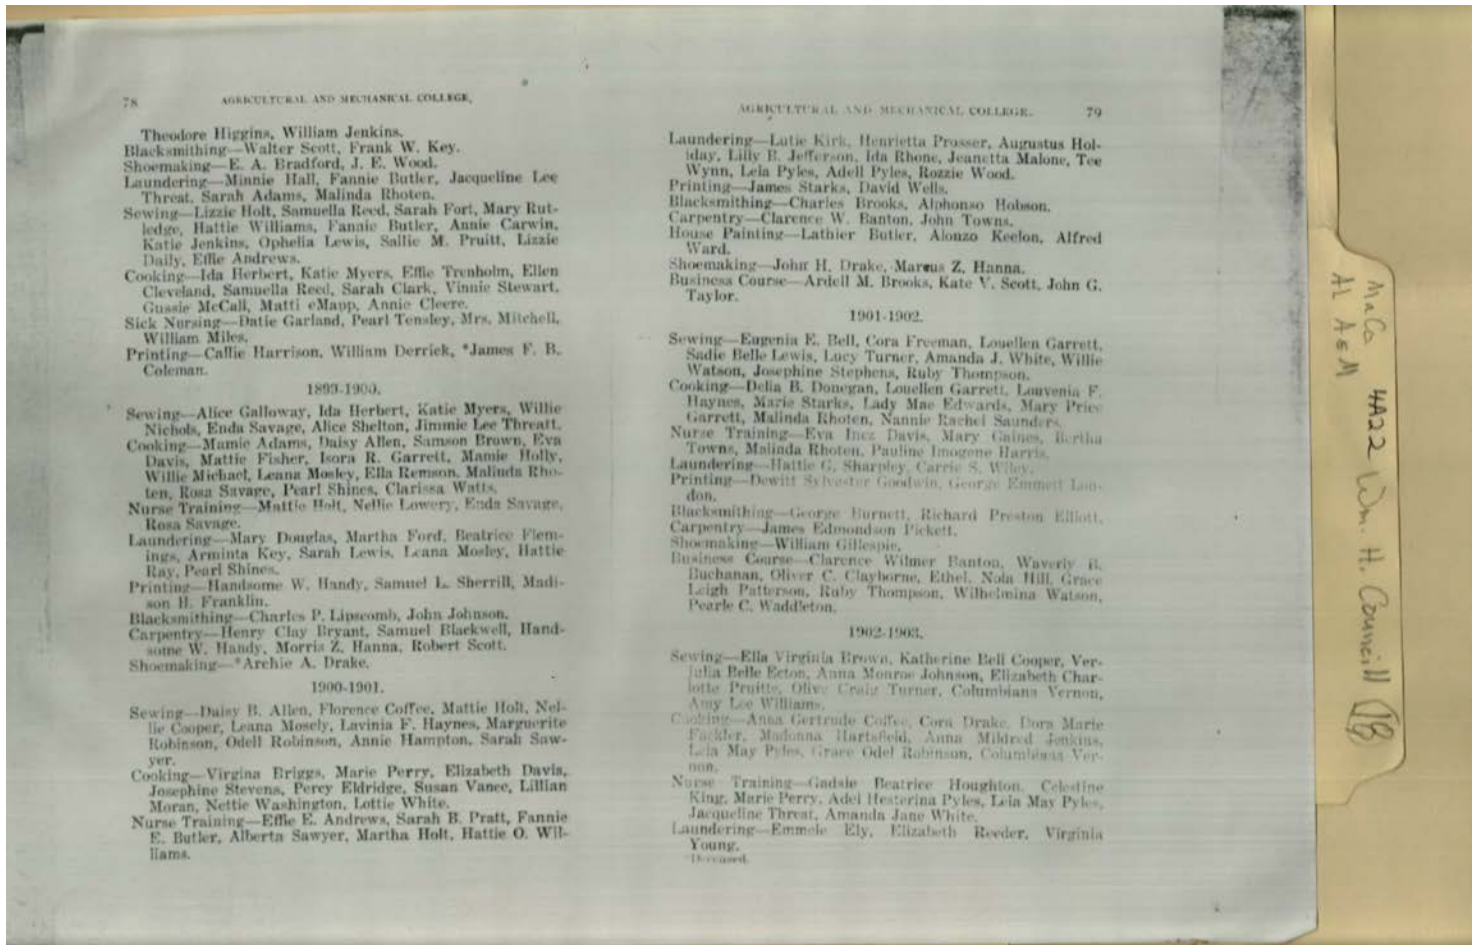 78 AGRICULTURAL AND MECHANICAL COLLEGE.
Theodore Higgins, William Jenkins.
Blacksmithing—Walter Scott, Frank W. Key.
Shoemaking—E. A. Bradford, J. E. Wood.
Laundering—Minnie Hall, Fannie Butler, Jacqueline Lee
Threat, Sarah Adams, Malinda Rhoten.
Sewing—Lizzie Holt, Samuella Reed, Sarah Fort, Mary Rut-
ledge, Hattie Williams, Fannie Butler, Annie Carwin,
Katie Jenkins, Ophelia Lewis, Sallie M. Pruitt, Lizzie
Daily, Effie Andrews.
Cooking—Ida Herbert, Katie Myers, Effie Trenholm, Ellen
Cleveland, Samuella Reed, Sarah Clark, Vinnie Stewart,
Gussie McCall, Matti eMapp, Annie Cleere.
Sick Nursing—Datie Garland, Pearl Tensley, Mrs. Mitchell,
William Miles.
Printing—Callie Harrison, William Derrick, *James F. B.
Coleman.
1899-1900.
Sewing—Alice Galloway, Ida Herbert, Katie Myers, Willie
Nichols, Enda Savage, Alice Shelton, Jimmie Lee Threatt.
Cooking—Mamie Adams, Daisy Allen, Samson Brown, Eva
Davis, Mattie Fisher, Isora R. Garrett, Mamie Holly,
Willie Michael, Leana Mosley, Ella Remson, Malinda Rho-
ten, Rosa Savage, Pearl Shines, Clarissa Watts.
Nurse Training—Mattie Holt, Nellie Lowery, Enda Savage,
Rosa Savage.
Laundering—Mary Douglas, Martha Ford, Beatrice Flem-
ings, Arminta Key, Sarah Lewis, Leana Mosley, Hattie
Ray, Pearl Shines.
Printing—Handsome W. Handy, Samuel L. Sherrill, Madi-
son H. Franklin.
Blacksmithing—Charles P. Lipscomb, John Johnson.
Carpentry—Henry Clay Bryant, Samuel Blackwell, Hand-
some W. Handy, Morris Z. Hanna, Robert Scott.
Shoemaking—*Archie A. Drake.
1900-1901.
Sewing—Daisy B. Allen, Florence Coffee, Mattie Holt, Nel-
lie Cooper, Leana Mosely, Lavinia F. Haynes, Marguerite
Robinson, Odell Robinson, Annie Hampton, Sarah Saw-
yer.
Cooking—Virgina Briggs, Marie Perry, Elizabeth Davis,
Josephine Stevens, Percy Eldridge, Susan Vance, Lillian
Moran, Nettie Washington, Lottie White.
Nurse Training—Effie E. Andrews, Sarah B. Pratt, Fannie
E. Butler, Alberta Sawyer, Martha Holt, Hattie O. Wil-
liams.
AGRICULTURAL AND MECHANICAL COLLEGE. 79
Laundering—Lutie Kirk, Henrietta Prosser, Augustus Hol-
iday, Lilly B. Jefferson, Ida Rhone, Jeanetta Malone, Tee
Wynn, Lela Pyles, Adell Pyles, Rozzie Wood.
Printing—James Starks, David Wells.
Blacksmithing—Charles Brooks, Alphonso Hobson.
Carpentry—Clarence W. Banton, John Towns.
House Painting—Lathier Butler, Alonzo Keelon, Alfred
Ward.
Shoemaking—John H. Drake, Marcus Z. Hanna.
Business Course—Ardell M. Brooks, Kate V. Scott, John G.
Taylor.
1901-1902.
Sewing—Eugenia E. Bell, Cora Freeman, Louellen Garrett,
Sadie Belle Lewis, Lucy Turner, Amanda J. White, Willie
Watson, Josephine Stephens, Ruby Thompson.
Cooking—Delia B. Donegan, Louellen Garrett, Louvenia F.
Haynes, Marie Starks, Lady Mae Edwards, Mary Price
Garrett, Malinda Rhoten, Nannie Rachel Saunders.
Nurse Training—Eva Inez Davis, Mary Gaines, Bertha
Towns, Malinda Rhoten, Pauline Imogene Harris.
Laundering—Hattie G. Sharpley, Carrie S. Wiley.
Printing—Dewitt Sylvester Goodwin, George Emmett Lan-
don.
Blacksmithing—George Burnett, Richard Preston Elliott.
Carpentry—James Edmondson Pickett.
Shoemaking—William Gillespie.
Business Course—Clarence Wilmer Banton, Waverly B.
Buchanan, Oliver C. Clayborne, Ethel Nola Hill, Grace
Leigh Patterson, Ruby Thompson, Wilhelmina Watson,
Pearle C. Waddleton.
1902-1903.
Sewing—Ella Virginia Brown, Katherine Bell Cooper, Ver-
julia Belle Ecton, Anna Monroe Johnson, Elizabeth Char-
lotte Pruitte, Olive Craig Turner, Columbiana Vernon,
Amy Lee Williams.
Cooking—Anna Gertrude Coffee, Cora Drake, Dora Marie
Fackler, Madonna Hartsfield, Anna Mildred Jenkins,
Lela May Pyles, Grace Odel Robinson, Columbiana Ver-
non.
Nurse Training—Gadsie Beatrice Houghton, Celestine
King, Marie Perry, Adel Hesterina Pyles, Lela May Pyles,
Jacqueline Threat, Amanda Jane White.
Laundering—Emmele Ely, Elizabeth Reeder, Virginia
Young.
*Deceased.
MaCo 4A22 Wm. H. Councill 1B
AL A&M